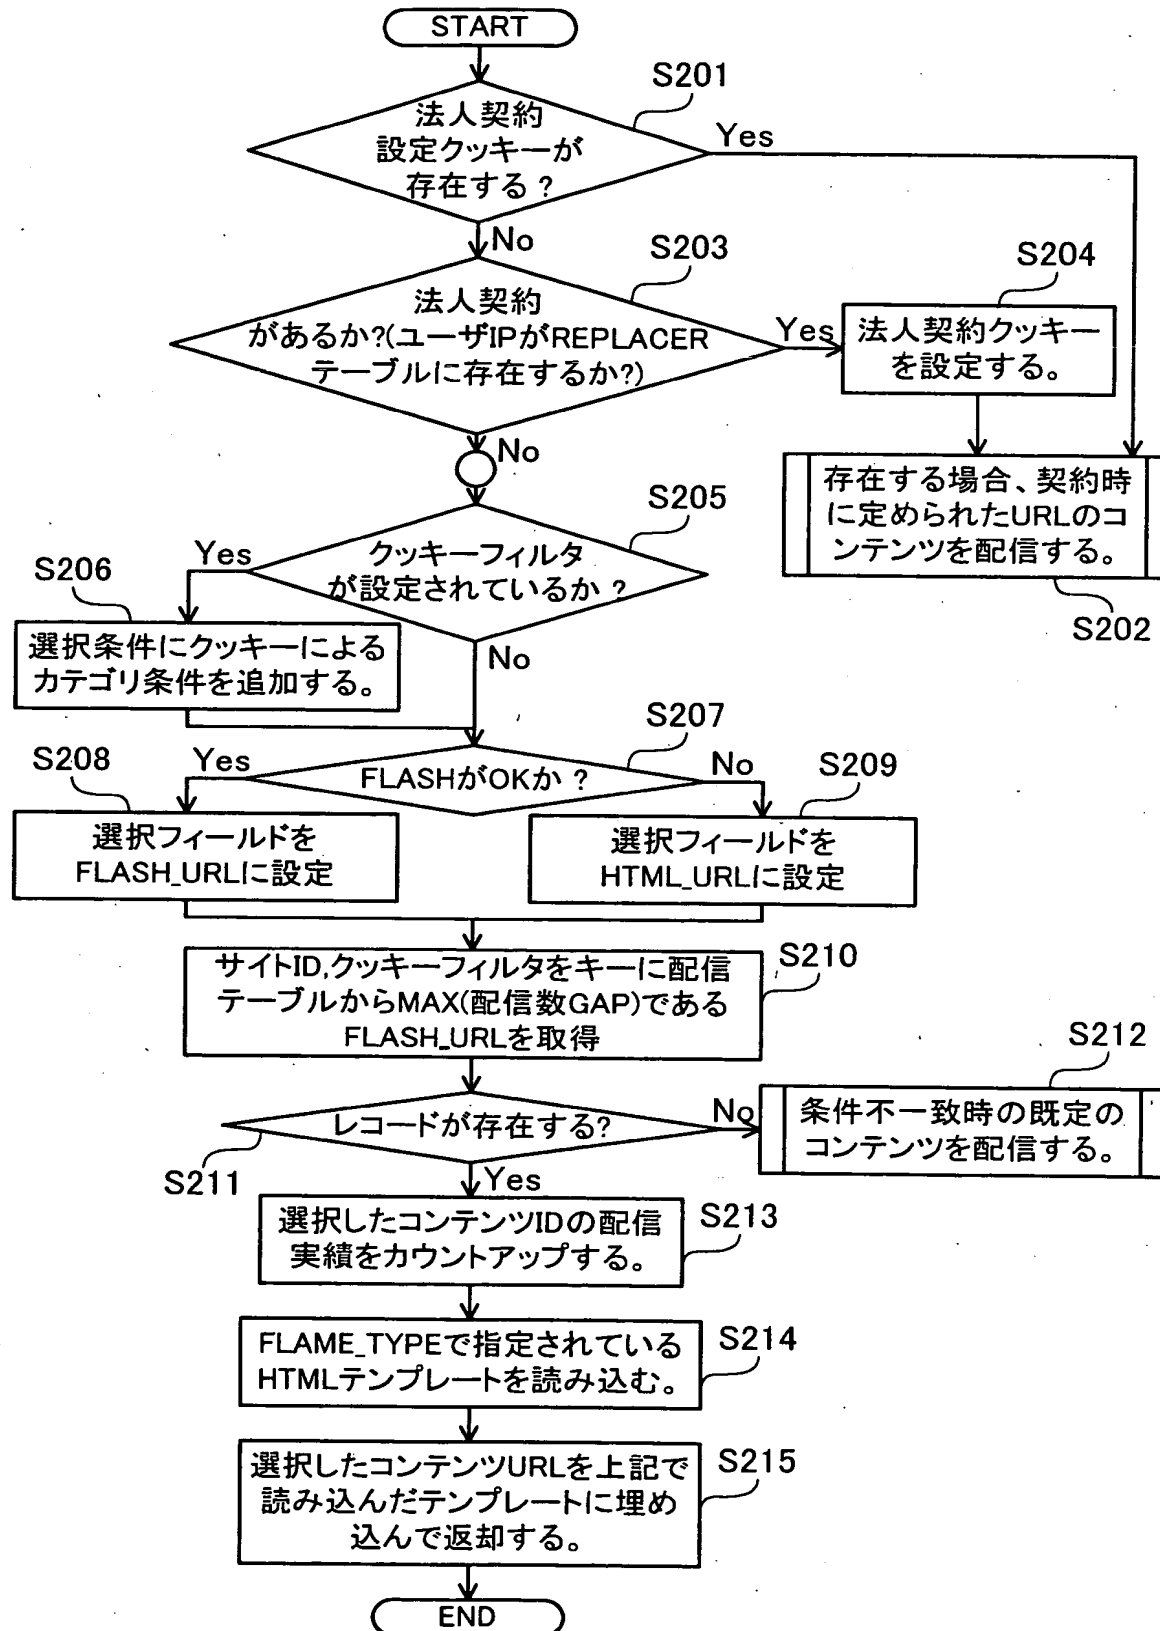 START
S201
法人契約
設定クッキーが
存在する?
Yes
No
S203
法人契約
があるか?(ユーザIPがREPLACER
テーブルに存在するか?)
Yes
No
S204
法人契約クッキー
を設定する。
存在する場合、契約時
に定められたURLのコ
ンテンツを配信する。
S202
S205
クッキーフィルタ
が設定されているか?
Yes
No
S206
選択条件にクッキーによる
カテゴリ条件を追加する。
S207
FLASHがOKか?
Yes
No
S208
選択フィールドを
FLASH_URLに設定
S209
選択フィールドを
HTML_URLに設定
S210
サイトID,クッキーフィルタをキーに配信
テーブルからMAX(配信数GAP)である
FLASH_URLを取得
レコードが存在する?
S211
No
Yes
S212
条件不一致時の既定の
コンテンツを配信する。
S213
選択したコンテンツIDの配信
実績をカウントアップする。
S214
FLAME_TYPEで指定されている
HTMLテンプレートを読み込む。
S215
選択したコンテンツURLを上記で
読み込んだテンプレートに埋め
込んで返却する。
END